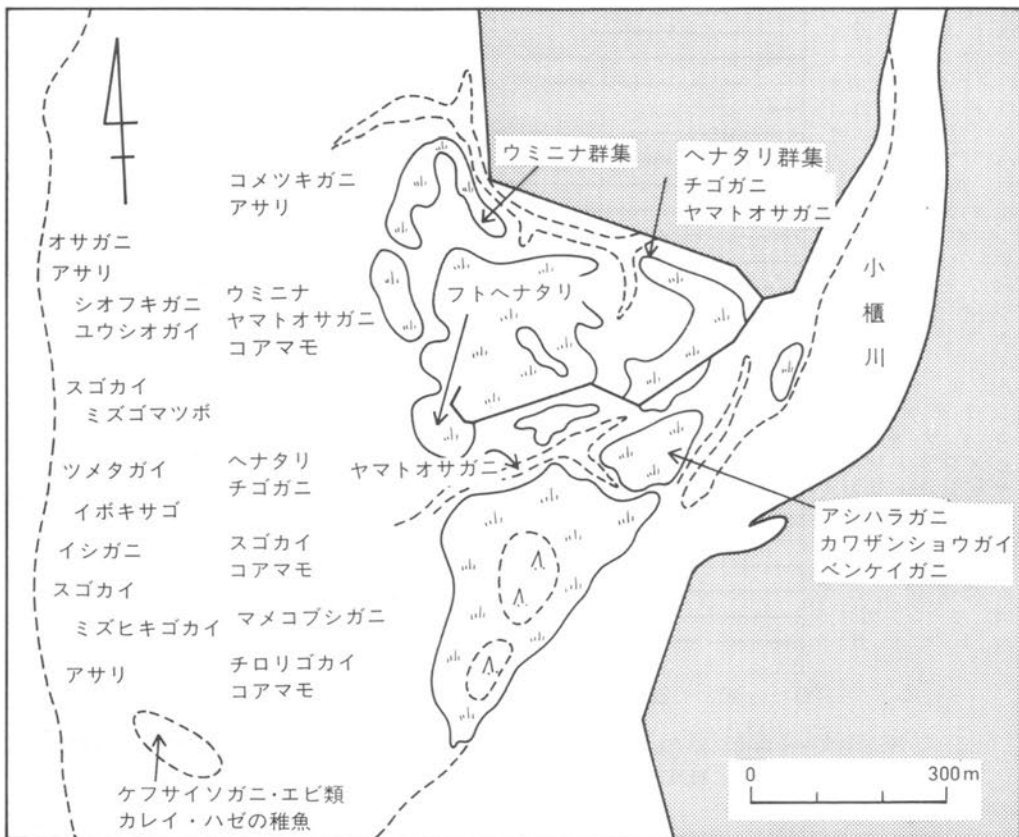 ウミニナ群集
ヘナタリ群集
チゴガニ
ヤマトオサガニ
コメツキガニ
アサリ
オサガニ
アサリ
シオフキガニ
ユウシオガイ
ウミニナ
ヤマトオサガニ
コアマモ
フトヘナタリ
小櫃川
スゴカイ
ミズゴマツボ
ツメタガイ
ヘナタリ
チゴガニ
ヤマトオサガニ
イボキサゴ
アシハラガニ
カワザンショウガイ
ベンケイガニ
イシガニ
スゴカイ
コアマモ
スゴカイ
ミズヒキゴカイ
マメコブシガニ
アサリ
チロリゴカイ
コアマモ
0 300m
ケフサイソガニ・エビ類
カレイ・ハゼの稚魚